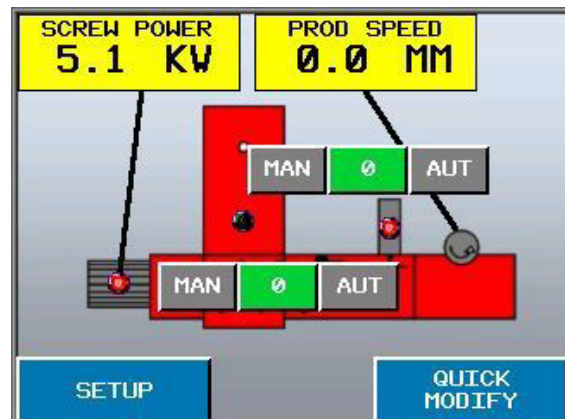 SCREW POWER
5.1 KW
PROD SPEED
0.0 MM
MAN 0 AUT
MAN 0 AUT
SETUP
QUICK
MODIFY